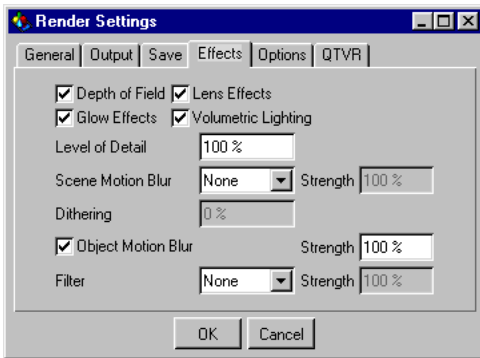 Render Settings
General Output Save Effects Options QTVR
Depth of Field Lens Effects
Glow Effects Volumetric Lighting
Level of Detail 100 %
Scene Motion Blur None Strength 100 %
Dithering 0 %
Object Motion Blur Strength 100 %
Filter None Strength 100 %
OK Cancel